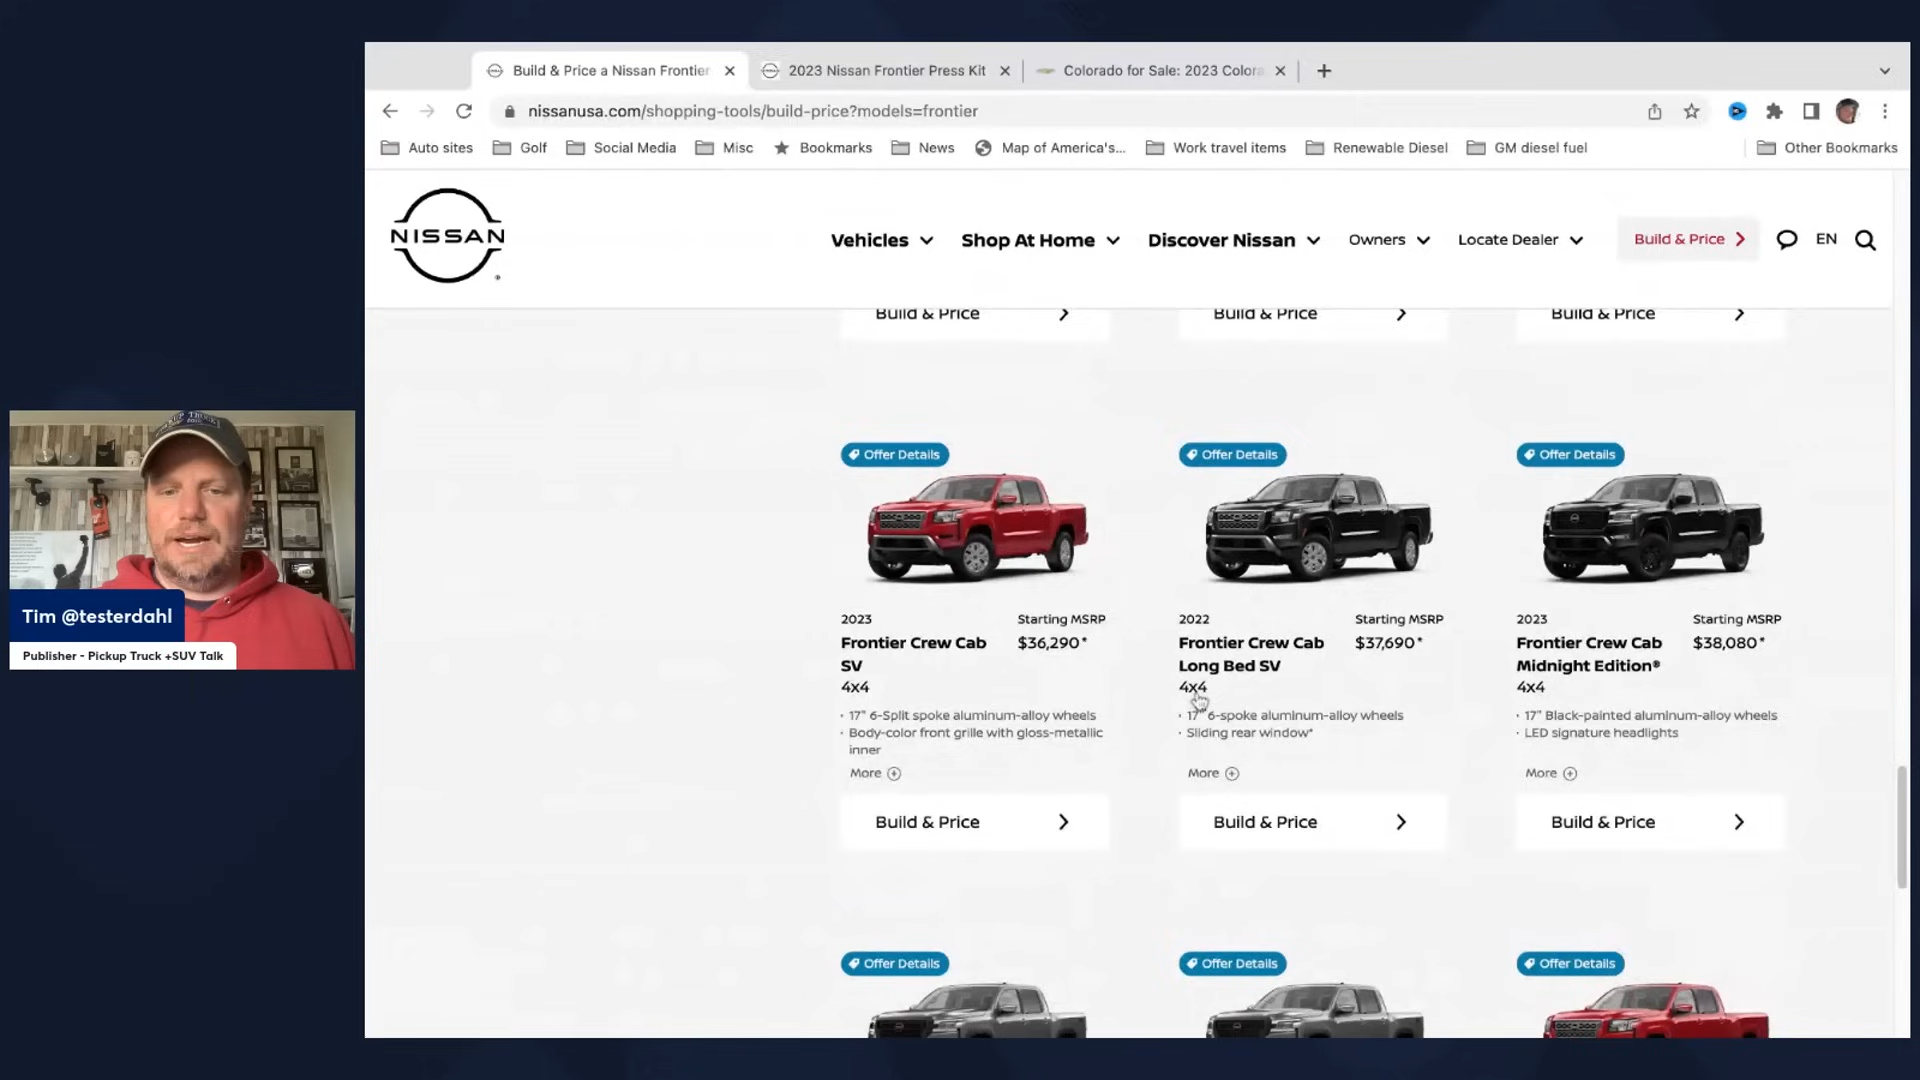 Build & Price a Nissan Frontier
2023 Nissan Frontier Press Kit
Colorado for Sale: 2023 Colora
nissanusa.com/shopping-tools/build-price?models=frontier
Auto sites
Golf
Social Media
Misc
Bookmarks
News
Map of America's...
Work travel items
Renewable Diesel
GM diesel fuel
Other Bookmarks
NISSAN
Vehicles
Shop At Home
Discover Nissan
Owners
Locate Dealer
Build & Price
EN
Build & Price
Build & Price
Build & Price
Offer Details
2023
Starting MSRP
Frontier Crew Cab
$36,290*
SV
4x4
· 17" 6-Split spoke aluminum-alloy wheels
· Body-color front grille with gloss-metallic
inner
More
Build & Price
Offer Details
2022
Starting MSRP
Frontier Crew Cab
$37,690*
Long Bed SV
4x4
· 17" 6-spoke aluminum-alloy wheels
· Sliding rear window*
More
Build & Price
Offer Details
2023
Starting MSRP
Frontier Crew Cab
$38,080*
Midnight Edition®
4x4
· 17" Black-painted aluminum-alloy wheels
· LED signature headlights
More
Build & Price
Offer Details
Offer Details
Offer Details
Tim @testerdahl
Publisher - Pickup Truck +SUV Talk